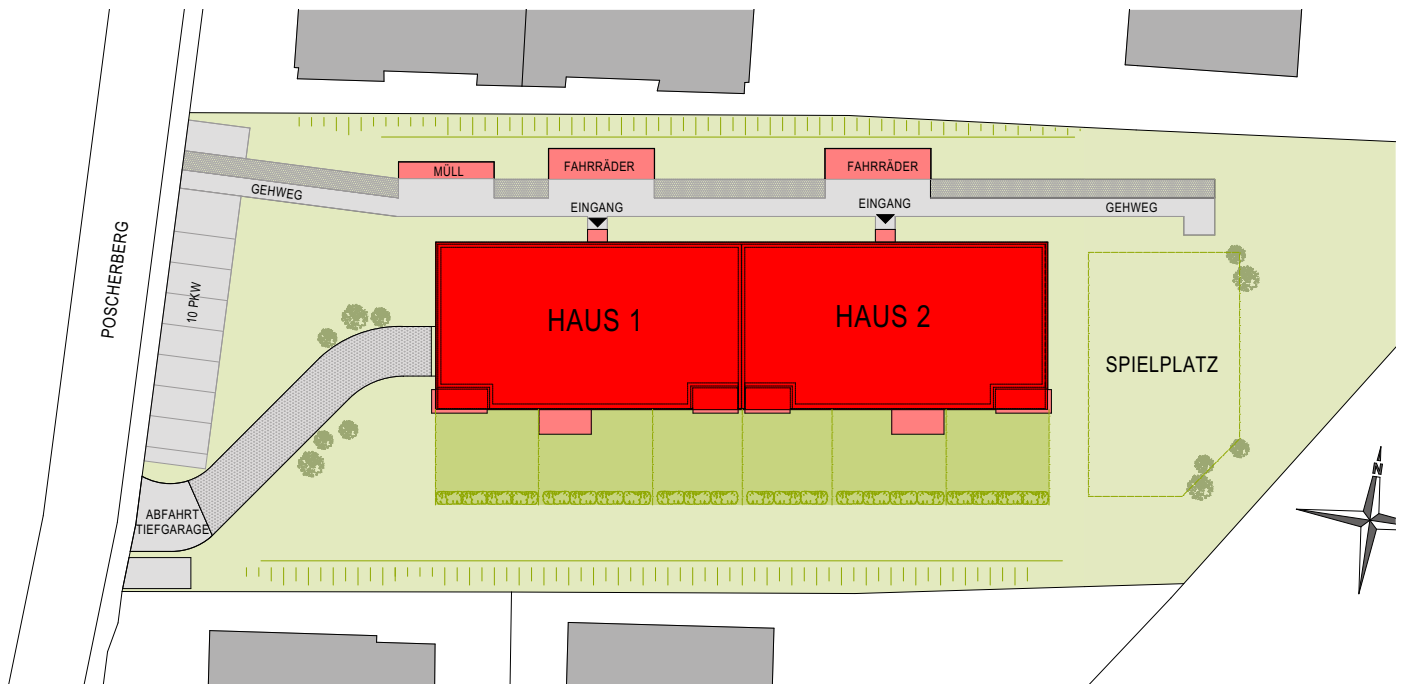 MÜLL
FAHRRÄDER
FAHRRÄDER
GEHWEG
EINGANG
EINGANG
GEHWEG
POSCHERBERG
10 PKW
HAUS 1
HAUS 2
SPIELPLATZ
N
ABFAHRT
TIEFGARAGE